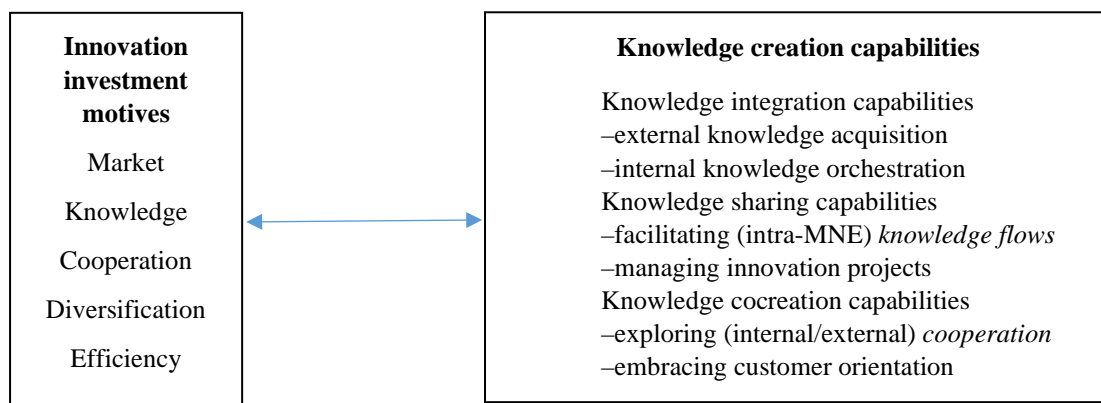 Innovation
investment
motives
Market
Knowledge
Cooperation
Diversification
Efficiency
Knowledge creation capabilities
Knowledge integration capabilities
–external knowledge acquisition
–internal knowledge orchestration
Knowledge sharing capabilities
–facilitating (intra-MNE) knowledge flows
–managing innovation projects
Knowledge cocreation capabilities
–exploring (internal/external) cooperation
–embracing customer orientation